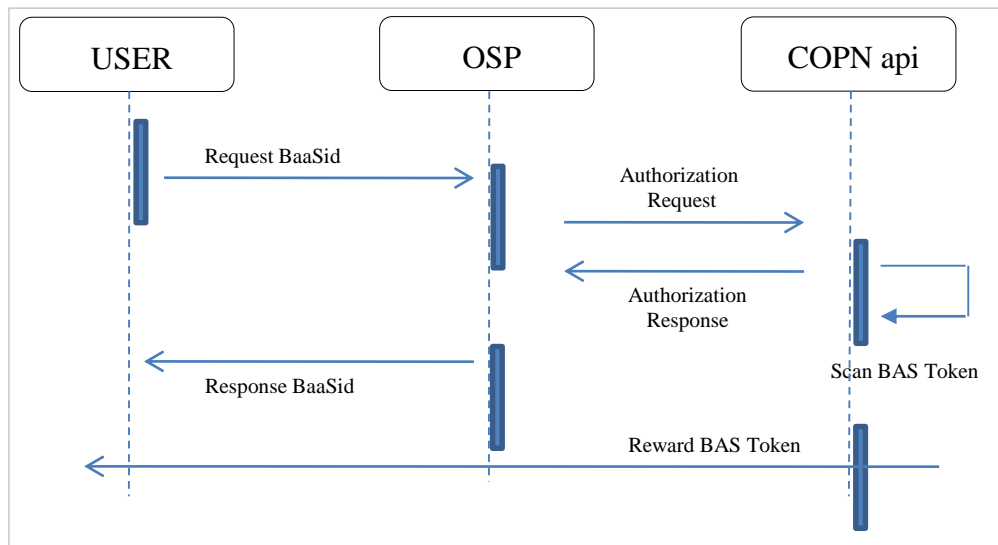 USER
OSP
COPN api
Request BaaSid
Authorization
Request
Authorization
Response
Response BaaSid
Scan BAS Token
Reward BAS Token